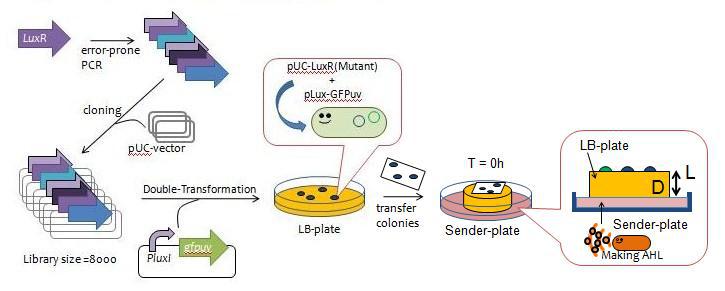 LuxR
error-prone
PCR
cloning
pUC-vector
Library size =8000
Double-Transformation
PluxI
gfpuv
pUC-LuxR(Mutant)
+
pLux-GFPuv
LB-plate
transfer
colonies
T = 0h
Sender-plate
LB-plate
L
D
Sender-plate
Making AHL